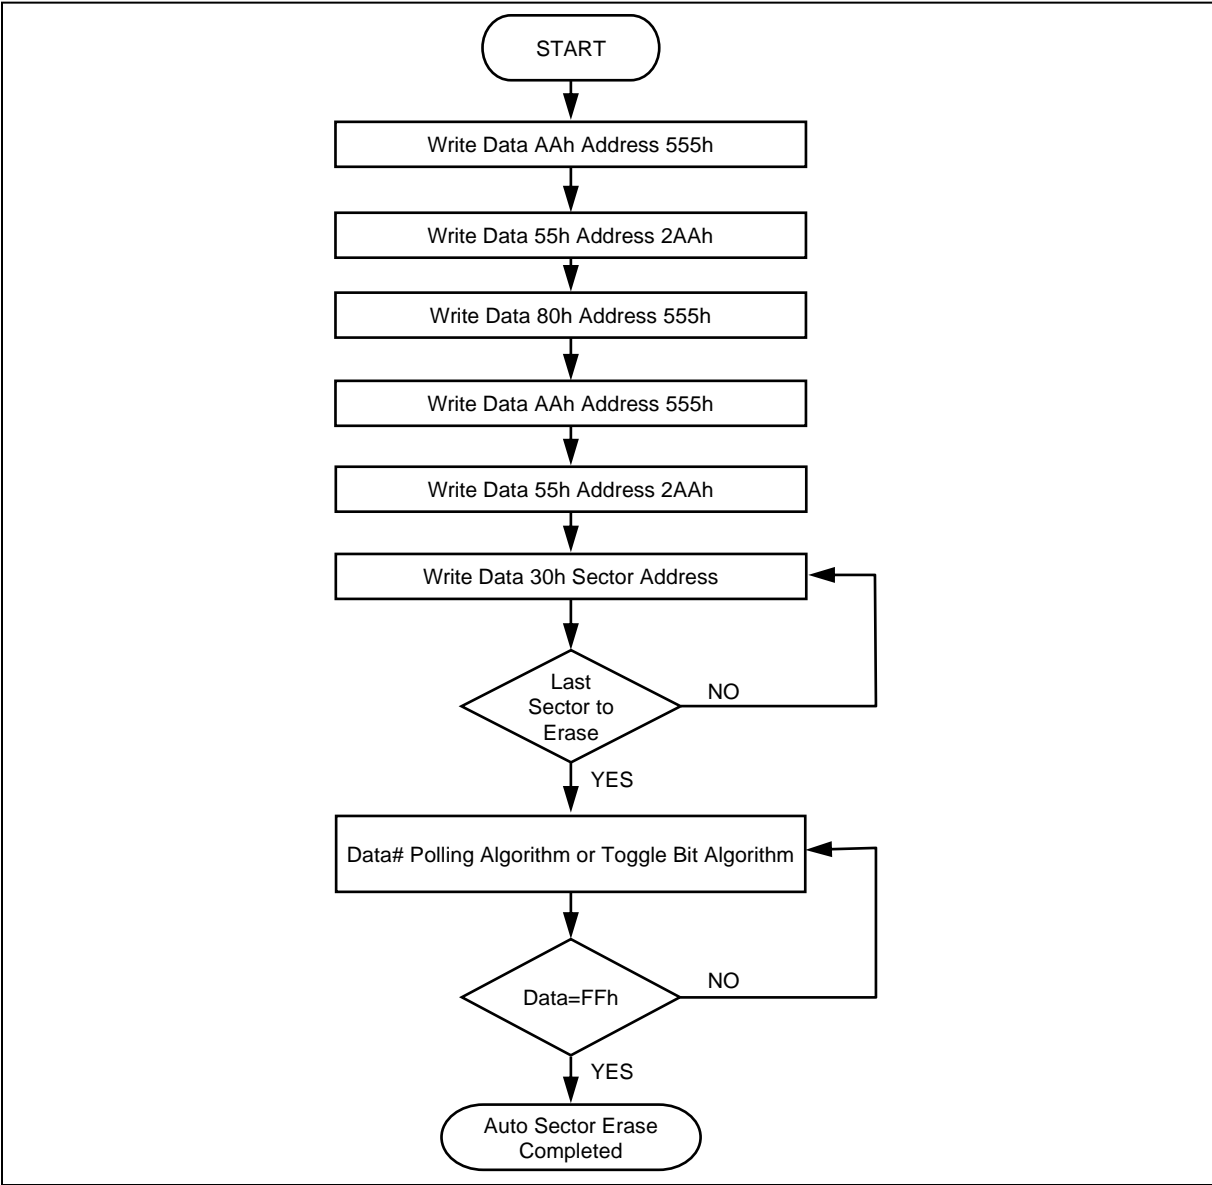 START
Write Data AAh Address 555h
Write Data 55h Address 2AAh
Write Data 80h Address 555h
Write Data AAh Address 555h
Write Data 55h Address 2AAh
Write Data 30h Sector Address
Last
Sector to
Erase
NO
YES
Data# Polling Algorithm or Toggle Bit Algorithm
Data=FFh
NO
YES
Auto Sector Erase
Completed